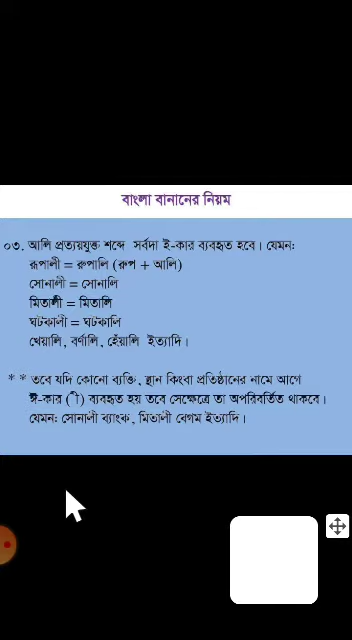 বাংলা বানানের নিয়ম
০৩. আলি প্রত্যয়যুক্ত শব্দে সর্বদা ই-কার ব্যবহৃত হবে। যেমন:
রূপালী = রুপালি (রুপ + আলি)
সোনালী = সোনালি
মিতালী = মিতালি
ঘটকালী = ঘটকালি
খেয়ালি, বর্ণালি, হেঁয়ালি ইত্যাদি।
* * তবে যদি কোনো ব্যক্তি, স্থান কিংবা প্রতিষ্ঠানের নামে আগে
ঈ-কার (ী) ব্যবহৃত হয় তবে সেক্ষেত্রে তা অপরিবর্তিত থাকবে।
যেমন: সোনালী ব্যাংক, মিতালী বেগম ইত্যাদি।